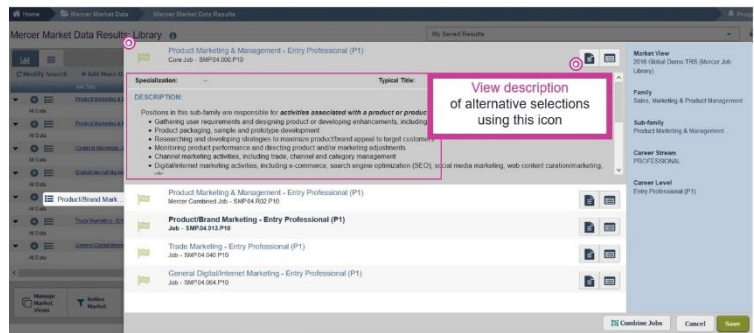 Home
Mercer Market Data
Mercer Market Data Results
Mercer Market Data Results: Library
My Saved Results
Modify Search
Product Marketing & Management - Entry Professional (P1)
Core Job - SMP.04.000.P10
Specialization: --
Typical Title:
DESCRIPTION:
Positions in this sub-family are responsible for activities associated with a product or product
Gathering user requirements and designing product or developing enhancements, including
Product packaging, sample and prototype development
Researching and developing strategies to maximize product/brand appeal to target customers
Monitoring product performance and directing product and/or marketing adjustments
Channel marketing activities, including trade, channel and category management
Digital/internet marketing activities, including e-commerce, search engine optimization (SEO), social media marketing, web content curation/marketing,
View description
of alternative selections
using this icon
Product/Brand Mark...
Product Marketing & Management - Entry Professional (P1)
Mercer Combined Job - SMP.04.R02.P10
Product/Brand Marketing - Entry Professional (P1)
Job - SMP.04.013.P10
Trade Marketing - Entry Professional (P1)
Job - SMP.04.040.P10
General Digital/Internet Marketing - Entry Professional (P1)
Job - SMP.04.064.P10
Market View
2016 Global Demo TRS (Mercer Job
Library)
Family
Sales, Marketing & Product Management
Sub-family
Product Marketing & Management
Career Stream
PROFESSIONAL
Career Level
Entry Professional (P1)
Manage
Market
Views
Refine
Market
Combine Jobs
Cancel
Save